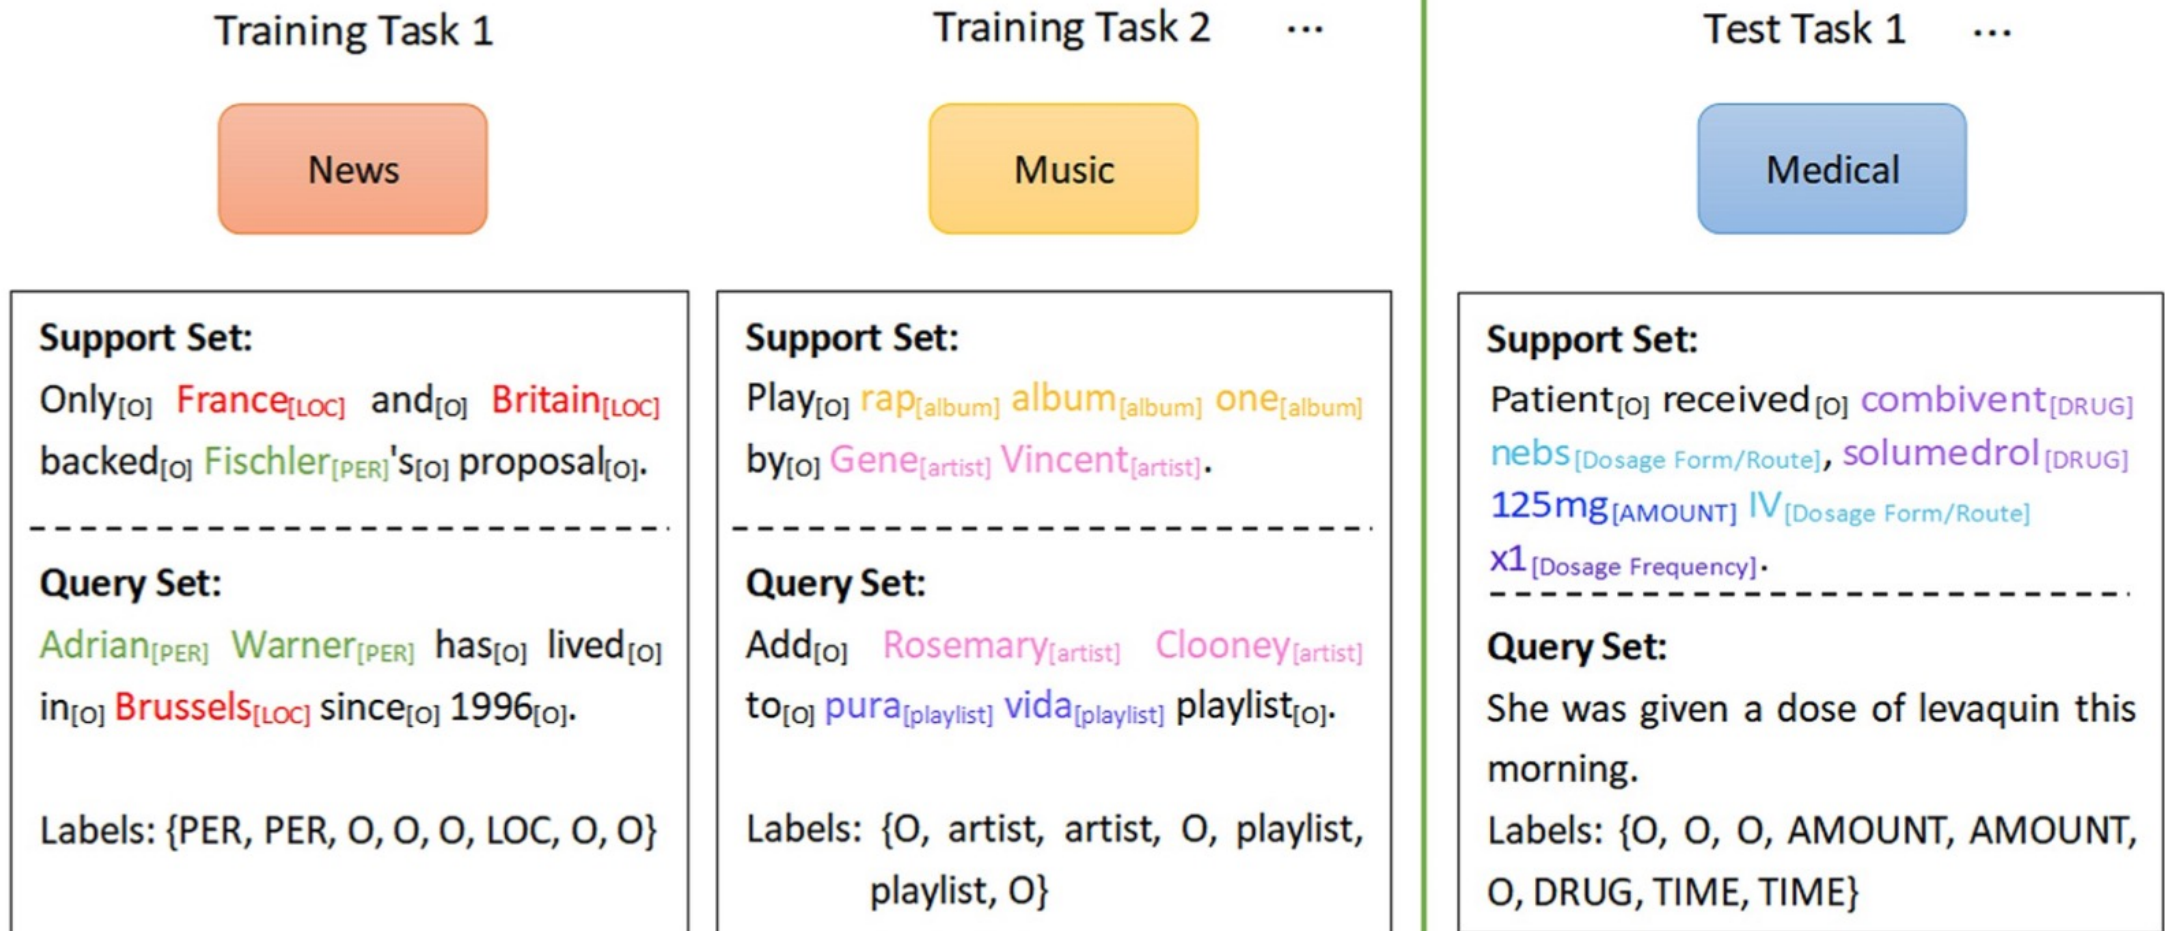 Training Task 1
News
Support Set:
Only[O] France[LOC] and[O] Britain[LOC]
backed[O] Fischler[PER]'s[O] proposal[O].
Query Set:
Adrian[PER] Warner[PER] has[O] lived[O]
in[O] Brussels[LOC] since[O] 1996[O].
Labels: {PER, PER, O, O, O, LOC, O, O}
Training Task 2 ...
Music
Support Set:
Play[O] rap[album] album[album] one[album]
by[O] Gene[artist] Vincent[artist].
Query Set:
Add[O] Rosemary[artist] Clooney[artist]
to[O] pura[playlist] vida[playlist] playlist[O].
Labels: {O, artist, artist, O, playlist,
playlist, O}
Test Task 1 ...
Medical
Support Set:
Patient[O] received[O] combivent[DRUG]
nebs[Dosage Form/Route], solumedrol[DRUG]
125mg[AMOUNT] IV[Dosage Form/Route]
x1[Dosage Frequency].
Query Set:
She was given a dose of levaquin this
morning.
Labels: {O, O, O, AMOUNT, AMOUNT,
O, DRUG, TIME, TIME}